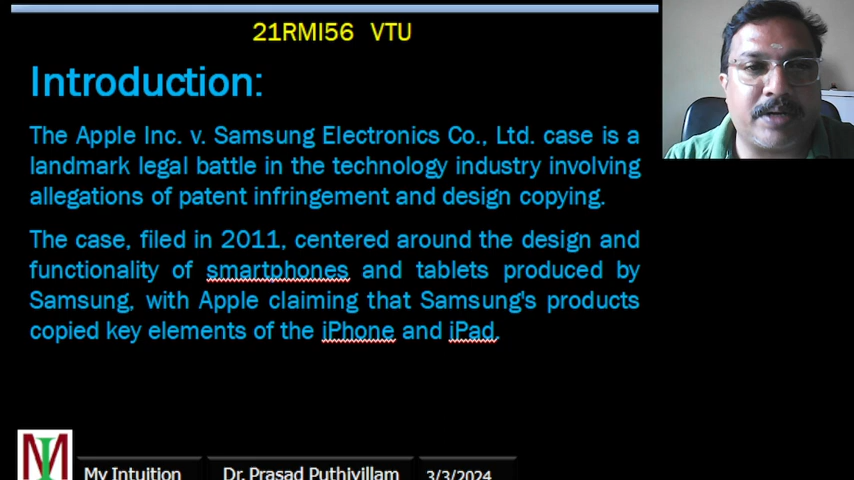 21RMI56 VTU
Introduction:
The Apple Inc. v. Samsung Electronics Co., Ltd. case is a
landmark legal battle in the technology industry involving
allegations of patent infringement and design copying.
The case, filed in 2011, centered around the design and
functionality of smartphones and tablets produced by
Samsung, with Apple claiming that Samsung's products
copied key elements of the iPhone and iPad.
MI
My Intuition
Dr. Prasad Puthiyillam
3/3/2024